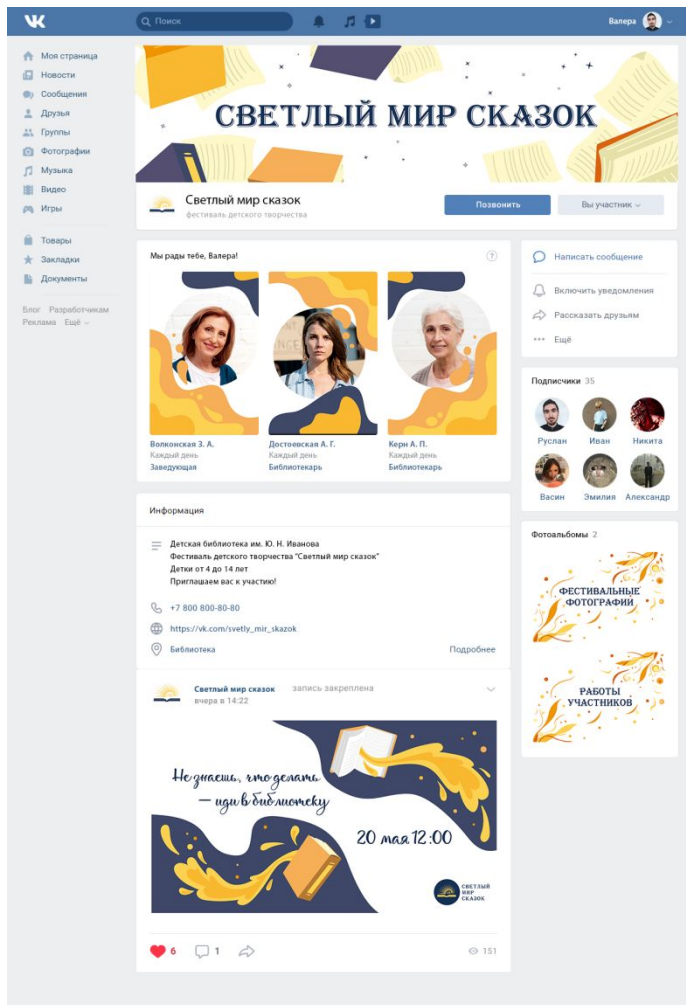 Поиск
Валера
Моя страница
Новости
Сообщения
Друзья
Группы
Фотографии
Музыка
Видео
Игры
Товары
Закладки
Документы
Блог Разработчикам
Реклама Ещё
СВЕТЛЫЙ МИР СКАЗОК
Светлый мир сказок
фестиваль детского творчества
Позвонить
Вы участник
Мы рады тебе, Валера!
?
Волконская З. А.
Каждый день
Заведующая
Достоевская А. Г.
Каждый день
Библиотекарь
Керн А. П.
Каждый день
Библиотекарь
Информация
Детская библиотека им. Ю. Н. Иванова
Фестиваль детского творчества "Светлый мир сказок"
Детки от 4 до 14 лет
Приглашаем вас к участию!
+7 800 800-80-80
https://vk.com/svetly_mir_skazok
Библиотека
Подробнее
Светлый мир сказок запись закреплена
вчера в 14:22
Не знаешь, что делать
— иди в библиотеку
20 мая 12:00
СВЕТЛЫЙ
МИР
СКАЗОК
6
1
151
Написать сообщение
Включить уведомления
Рассказать друзьям
Ещё
Подписчики 35
Руслан Иван Никита
Васин Эмилия Александр
Фотоальбомы 2
ФЕСТИВАЛЬНЫЕ
ФОТОГРАФИИ
РАБОТЫ
УЧАСТНИКОВ